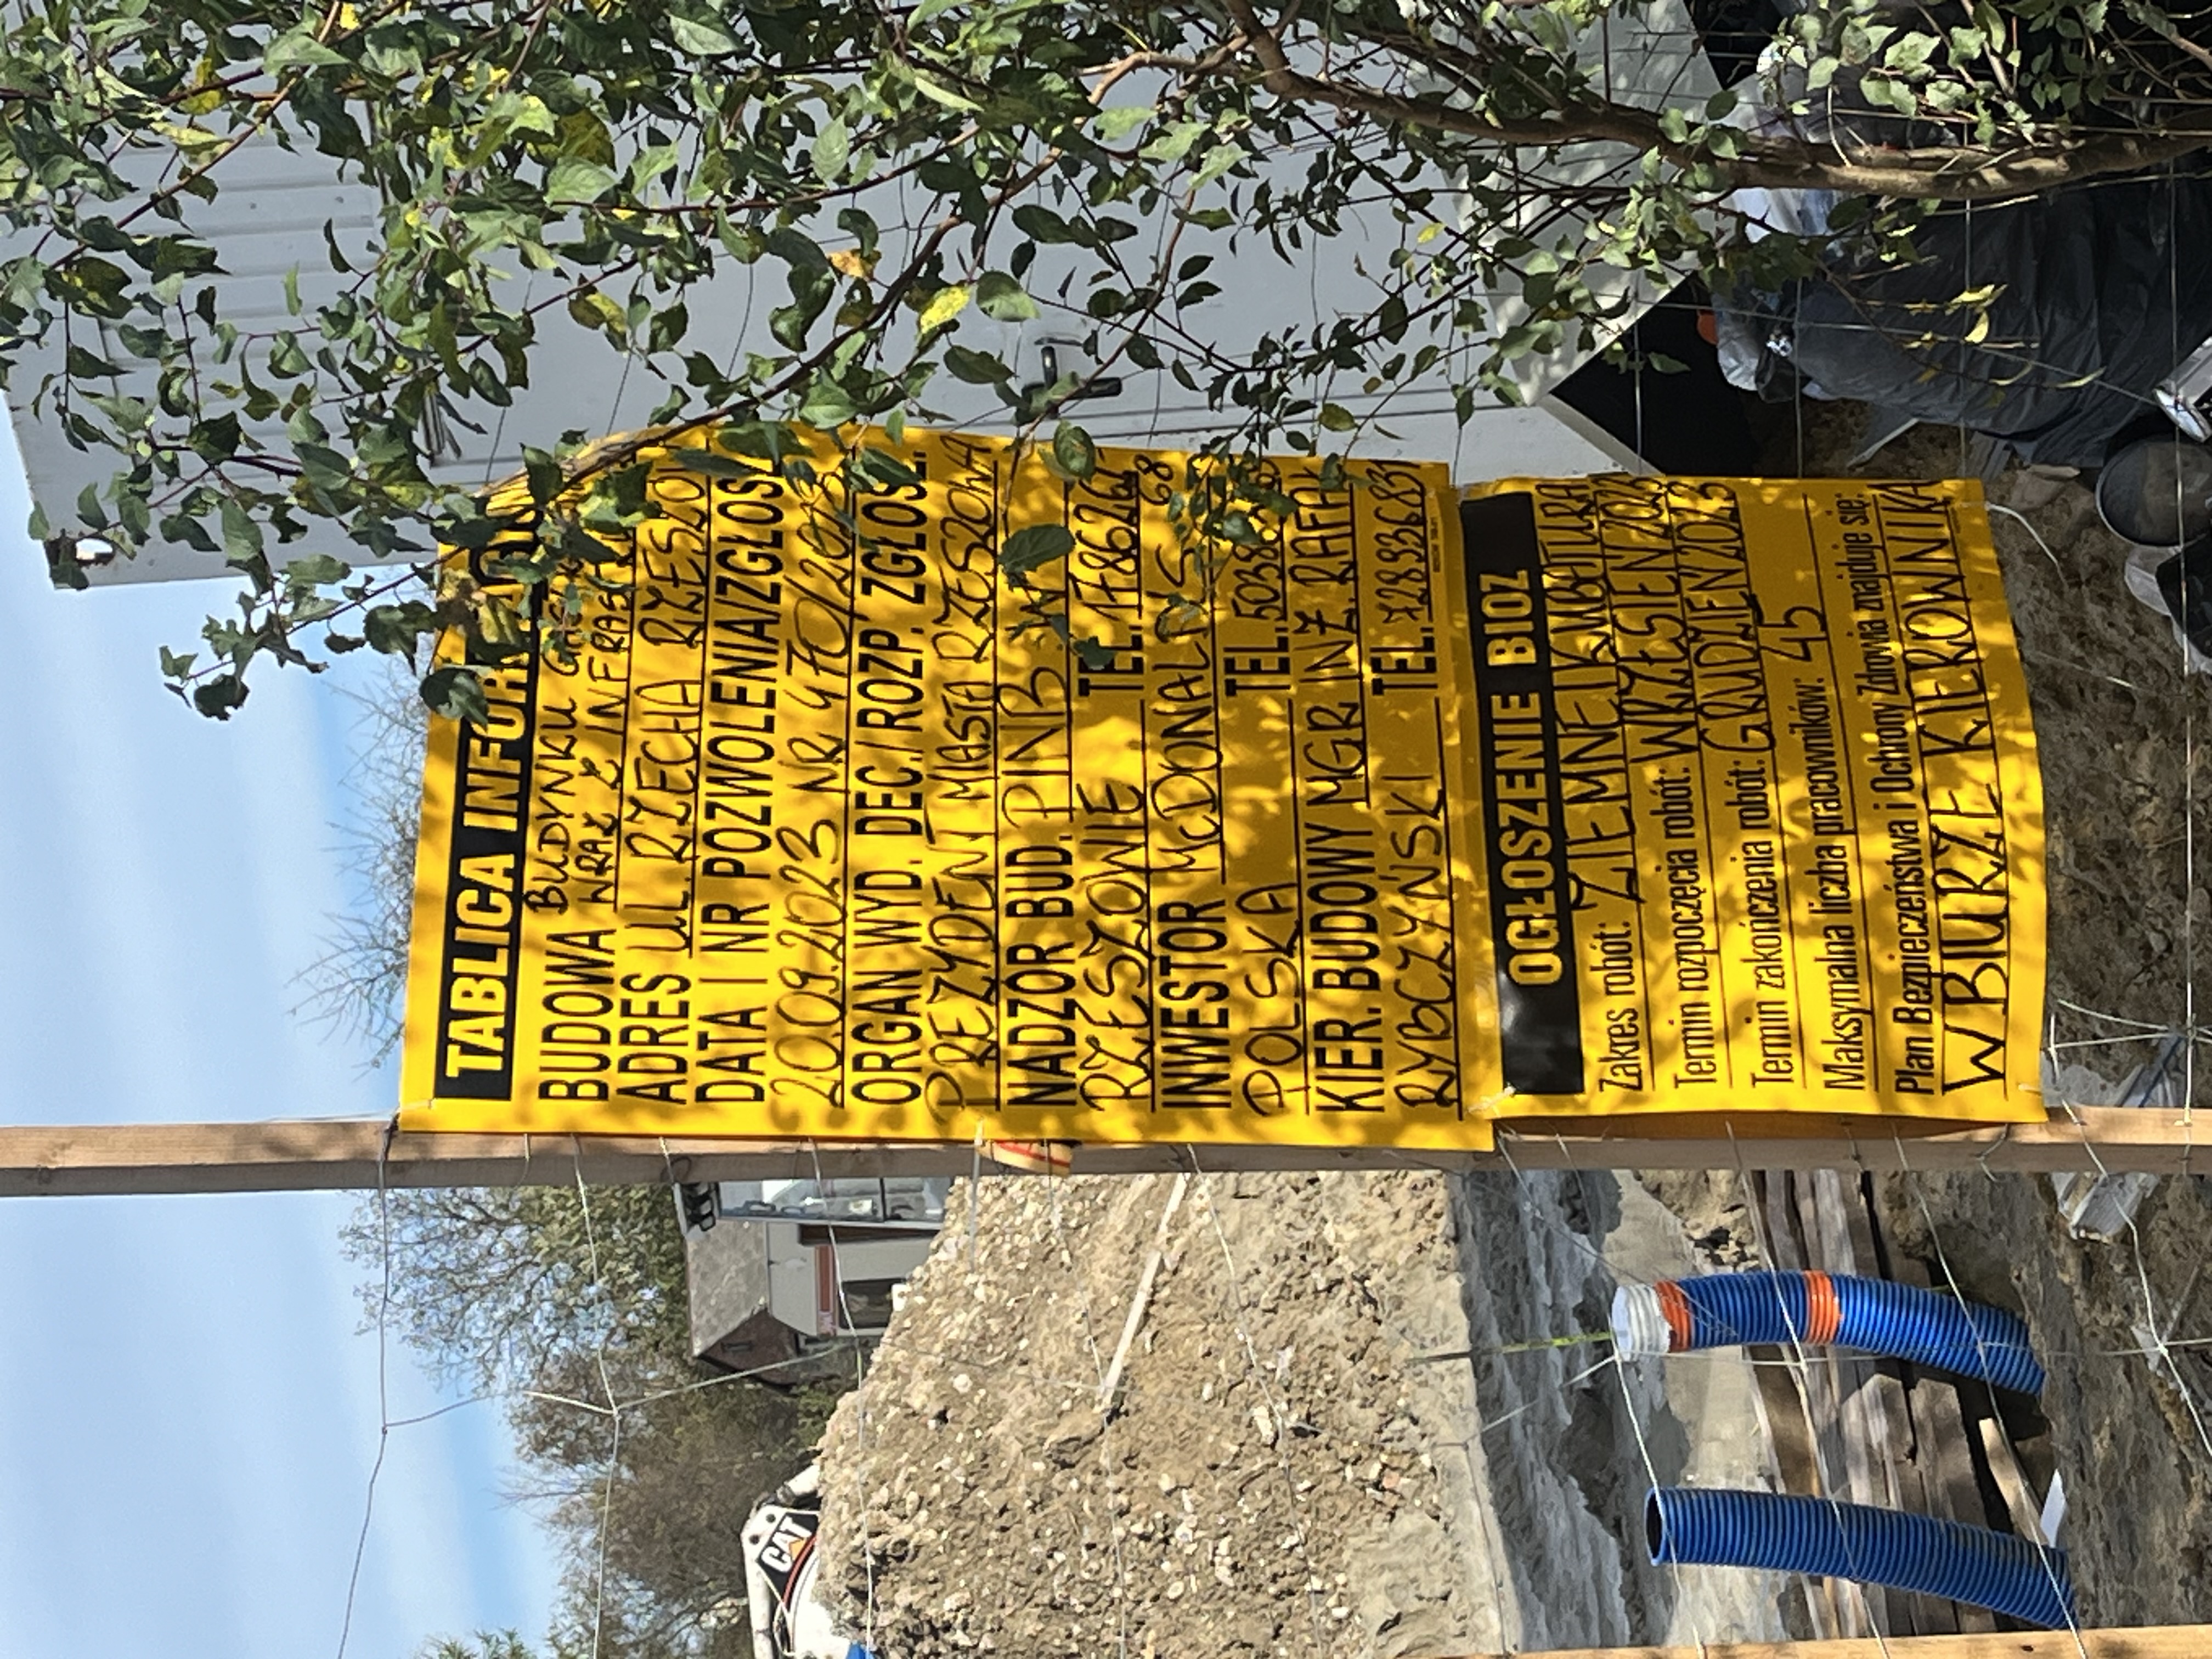 TABLICA
BUDOWA BUDYNKU
WRAZ Z
ADRES UL RZECHA RZESZÓW
DATA I NR POZWOLENIA/ZGŁOSZ.
20.09.2023 NR 470/
ORGAN WYD. DEC./ROZP. ZGŁOSZ.
PREZYDENT MIASTA RZESZOWA
NADZÓR BUD. PINB W
RZESZOWIE TEL.
INWESTOR McDONALD'S
POLSKA TEL.
KIER. BUDOWY MGR INŻ RAFAŁ
RYBCZYŃSKI TEL.
OGŁOSZENIE BIOZ
Zakres robót: ZIEMNE KUBATURA
Termin rozpoczęcia robót: WRZESIEŃ
Termin zakończenia robót: GRUDZIEŃ 2023
Maksymalna liczba pracowników: 45
Plan Bezpieczeństwa i Ochrony Zdrowia znajduje się:
W BIURZE KIEROWNIKA
CAT